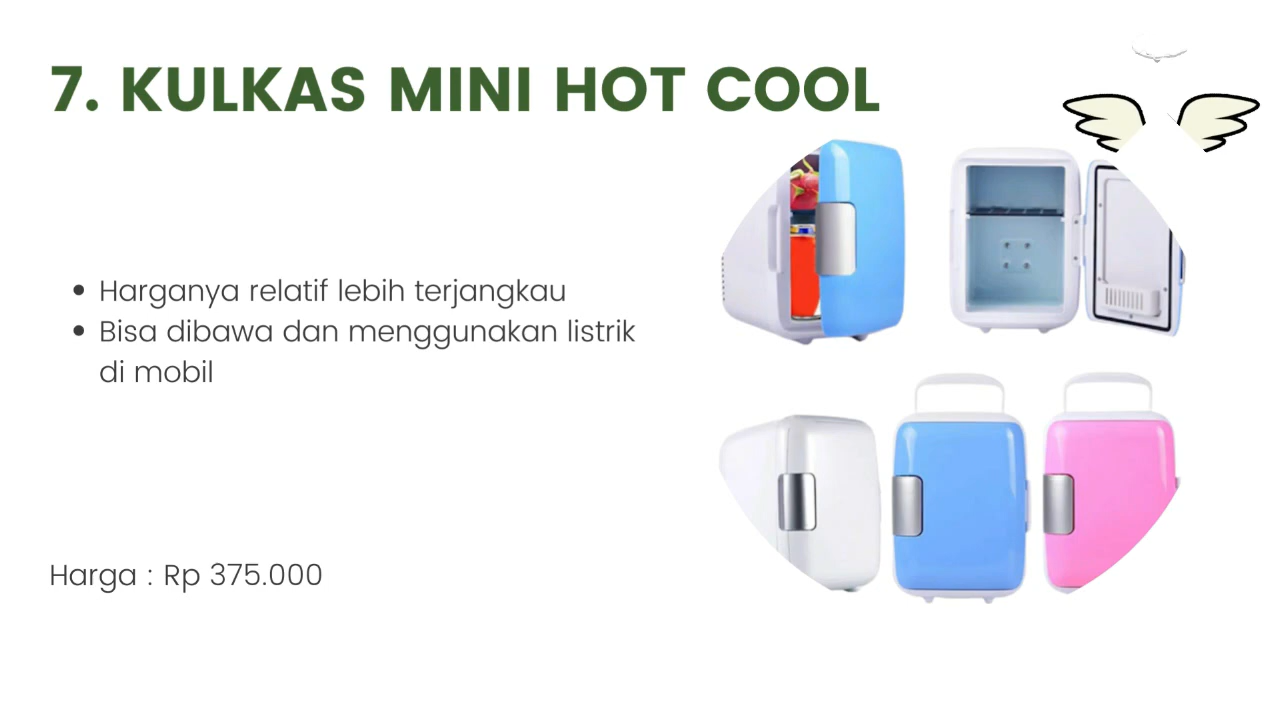 7. KULKAS MINI HOT COOL
• Harganya relatif lebih terjangkau
• Bisa dibawa dan menggunakan listrik
di mobil
Harga : Rp 375.000